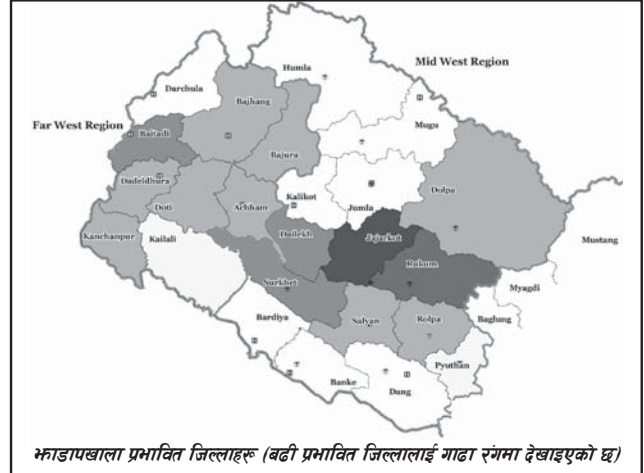 Humla
Mid West Region
Darchula
Bajhang
Mugu
Far West Region
Baitadi
Bajura
Dadeldhura
Kalikot
Dolpa
Doti
Achham
Jumla
Kanchanpur
Kailali
Dailekh
Jajarkot
Mustang
Rukum
Surkhet
Myagdi
Bardiya
Salyan
Rolpa
Baglung
Pyuthan
Banke
Dang
झाडापखाला प्रभावित जिल्लाहरू (बढी प्रभावित जिल्लालाई गाढा रंगमा देखाइएको छ)